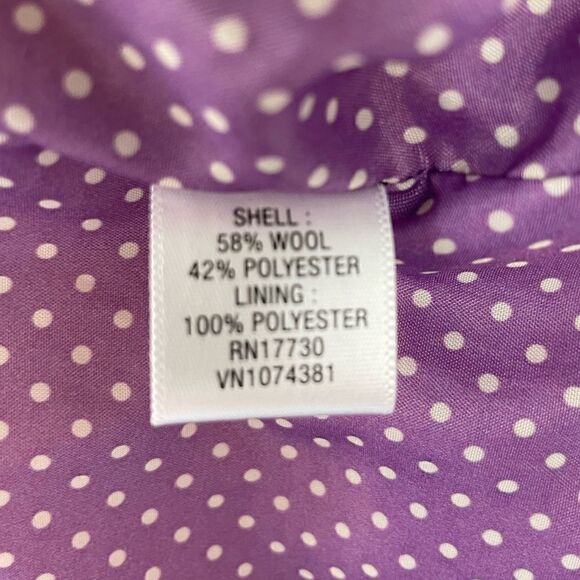 SHELL :
58% WOOL
42% POLYESTER
LINING :
100% POLYESTER
RN17730
VN1074381